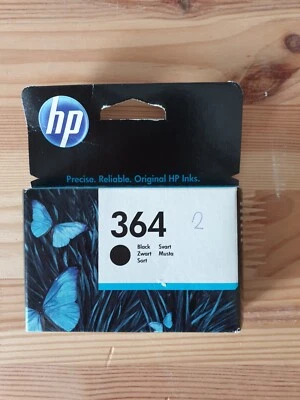 hp
Precise. Reliable. Original HP Inks.
364 2
Black Svart
Zwart Musta
Sort